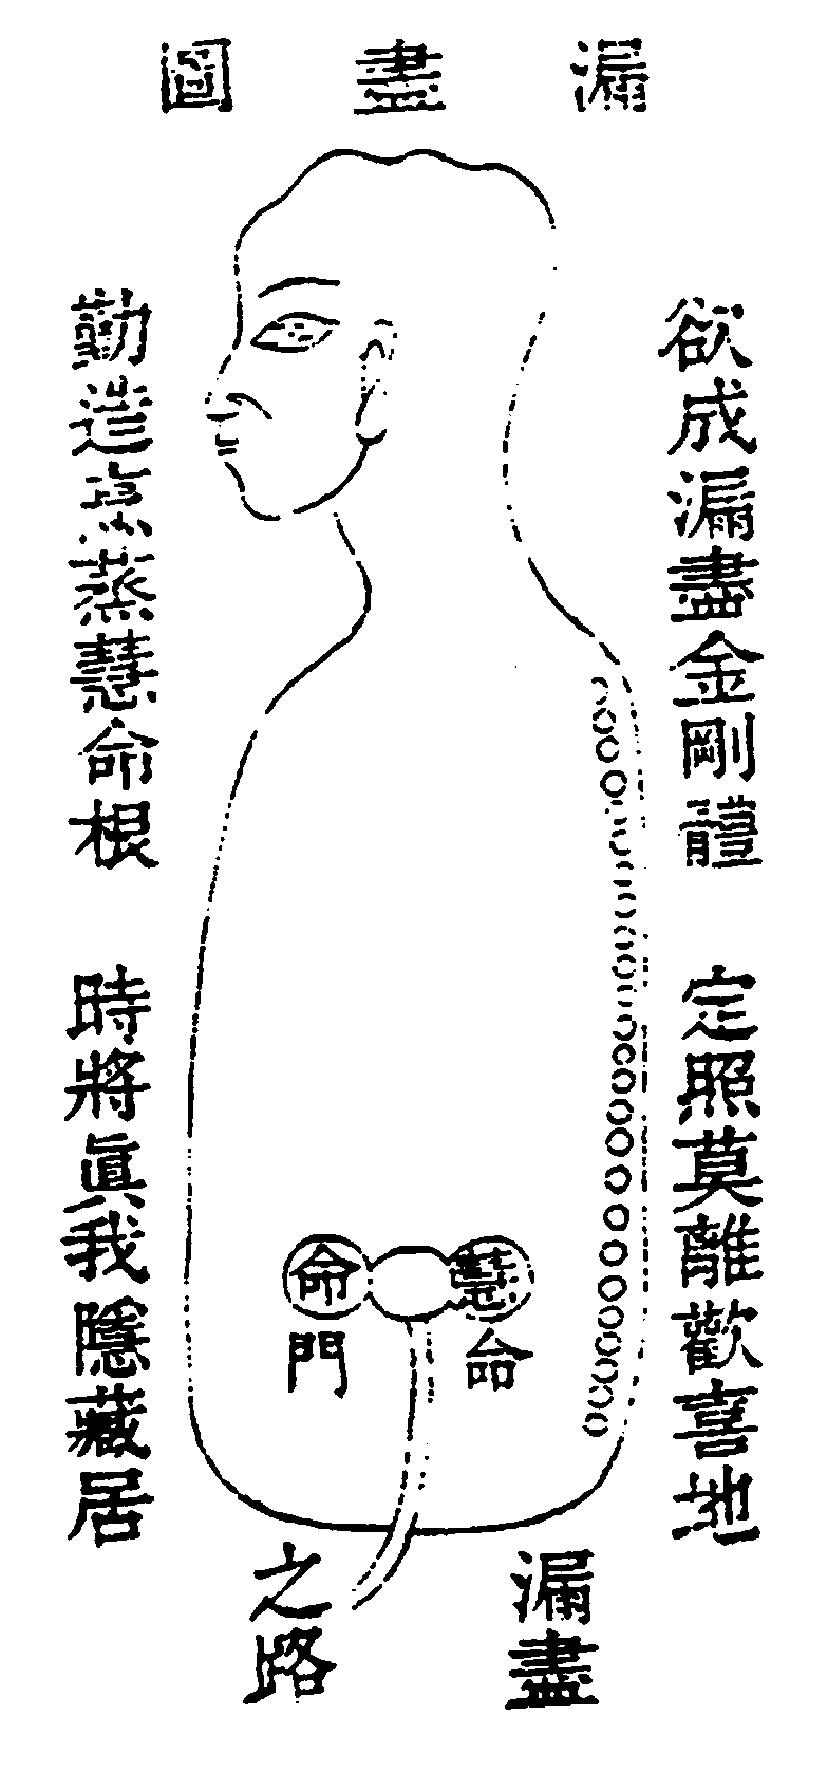 漏盡圖
欲成漏盡金剛體
勤造烹蒸慧命根
定照莫離歡喜地
時將眞我隱藏居
慧命
命門
漏盡
之路